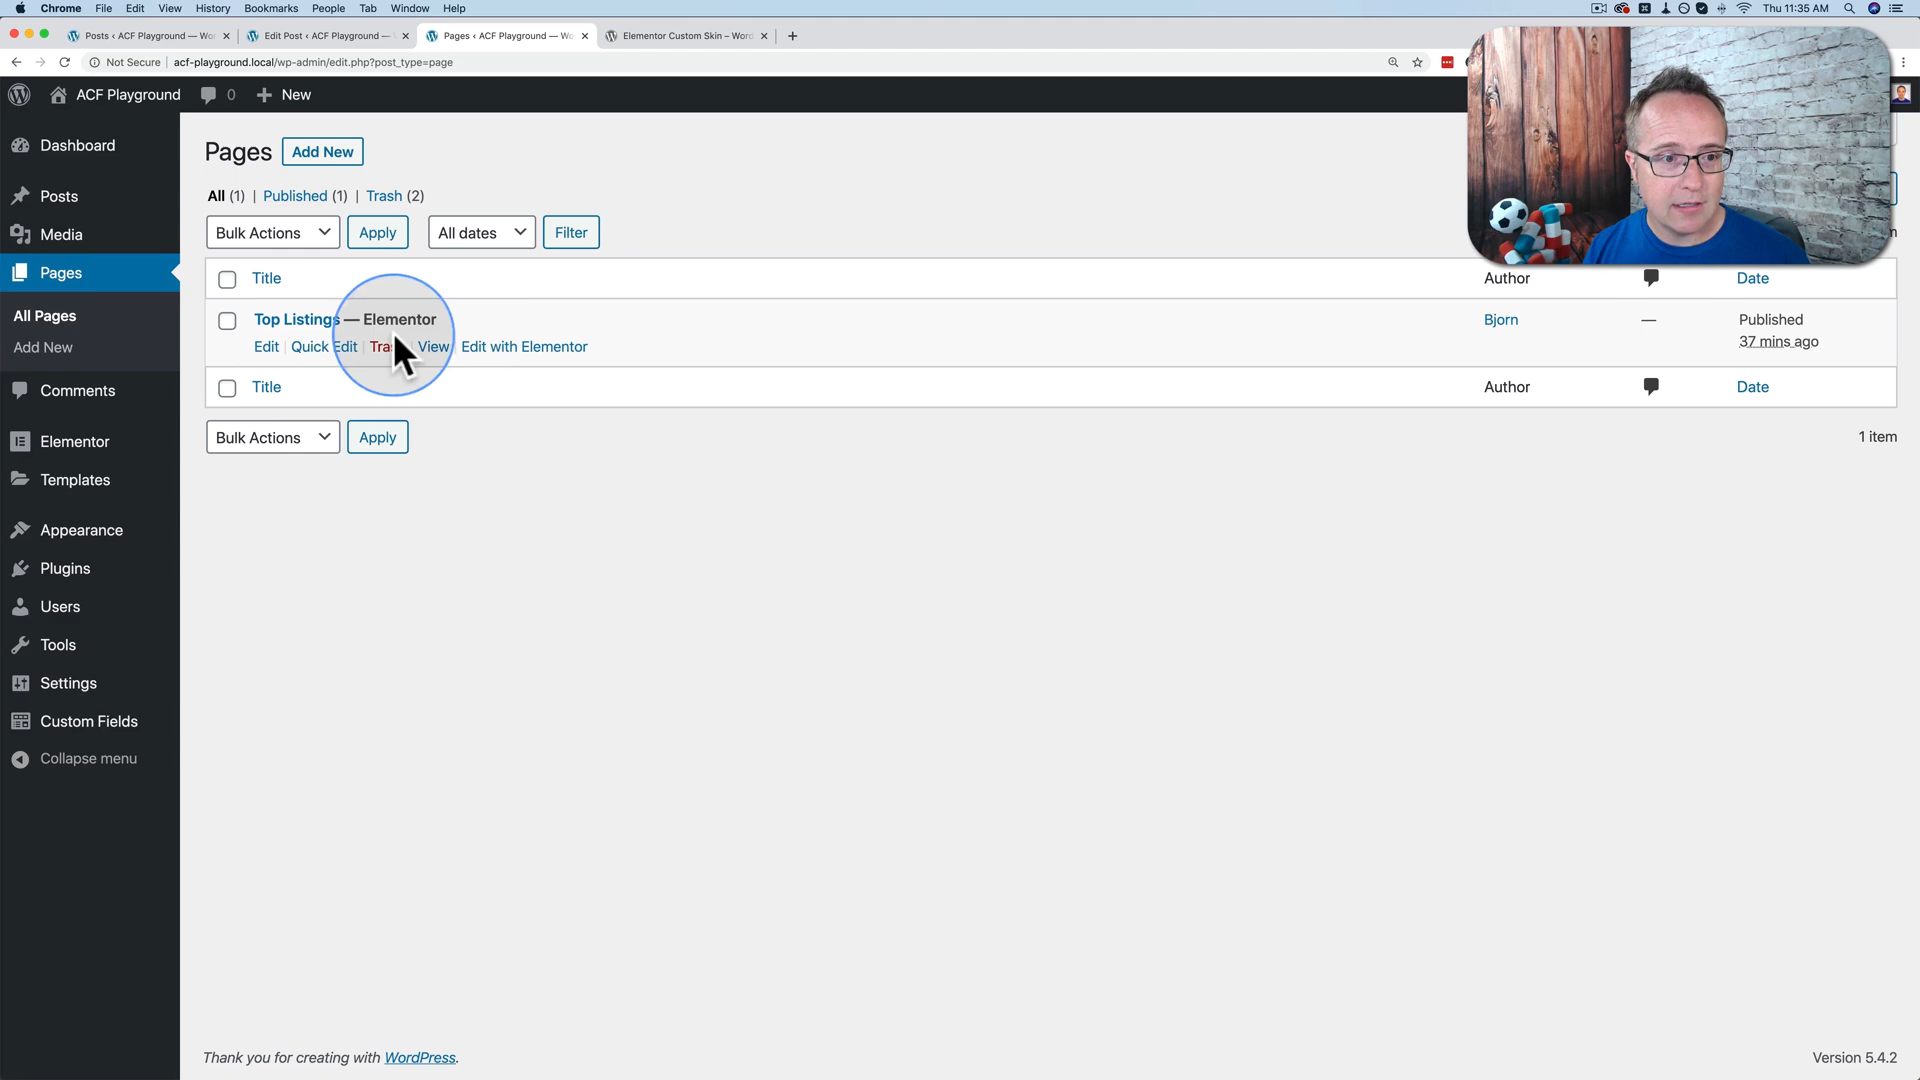 Chrome File Edit View History Bookmarks People Tab Window Help Thu 11:35 AM
Posts ‹ ACF Playground — Wo Edit Post ‹ ACF Playground — Pages ‹ ACF Playground — Wo Elementor Custom Skin – Word
Not Secure acf-playground.local/wp-admin/edit.php?post_type=page
ACF Playground 0 New
Dashboard
Posts
Media
Pages
All Pages
Add New
Comments
Elementor
Templates
Appearance
Plugins
Users
Tools
Settings
Custom Fields
Collapse menu
Pages Add New
All (1) | Published (1) | Trash (2)
Bulk Actions Apply All dates Filter
Title Author Date
Top Listings — Elementor Bjorn — Published
Edit | Quick Edit | Tra View | Edit with Elementor 37 mins ago
Title Author Date
Bulk Actions Apply 1 item
Thank you for creating with WordPress. Version 5.4.2